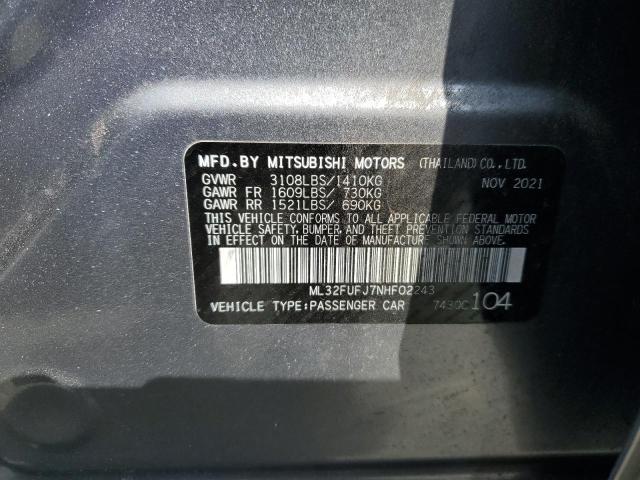 MFD.BY MITSUBISHI MOTORS (THAILAND) CO., LTD.
GVWR 3108LBS/1410KG NOV 2021
GAWR FR 1609LBS/ 730KG
GAWR RR 1521LBS/ 690KG
THIS VEHICLE CONFORMS TO ALL APPLICABLE FEDERAL MOTOR
VEHICLE SAFETY, BUMPER, AND THEFT PREVENTION STANDARDS
IN EFFECT ON THE DATE OF MANUFACTURE SHOWN ABOVE.
ML32FUFJ7NHF02243
VEHICLE TYPE:PASSENGER CAR 7430C104